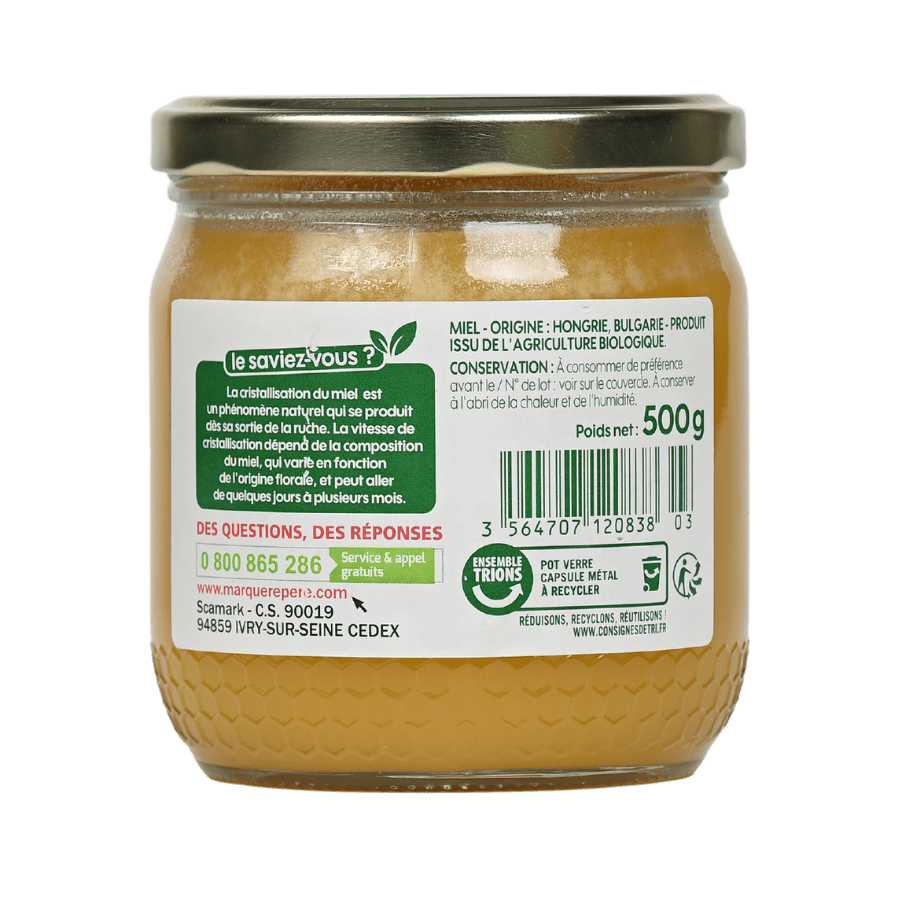 le saviez-vous ?
La cristallisation du miel est
un phénomène naturel qui se produit
dès sa sortie de la ruche. La vitesse de
cristallisation dépend de la composition
du miel, qui varie en fonction
de l'origine florale, et peut aller
de quelques jours à plusieurs mois.
DES QUESTIONS, DES RÉPONSES
0 800 865 286 Service & appel
gratuits
www.marquerepere.com
Scamark - C.S. 90019
94859 IVRY-SUR-SEINE CEDEX
MIEL - ORIGINE : HONGRIE, BULGARIE - PRODUIT
ISSU DE L'AGRICULTURE BIOLOGIQUE.
CONSERVATION : À consommer de préférence
avant le / N° de lot : voir sur le couvercle. À conserver
à l'abri de la chaleur et de l'humidité.
Poids net : 500g
3 564707 120838 03
ENSEMBLE
TRIONS
POT VERRE
CAPSULE MÉTAL
À RECYCLER
RÉDUISONS, RECYCLONS, RÉUTILISONS !
WWW.CONSIGNESDETRI.FR